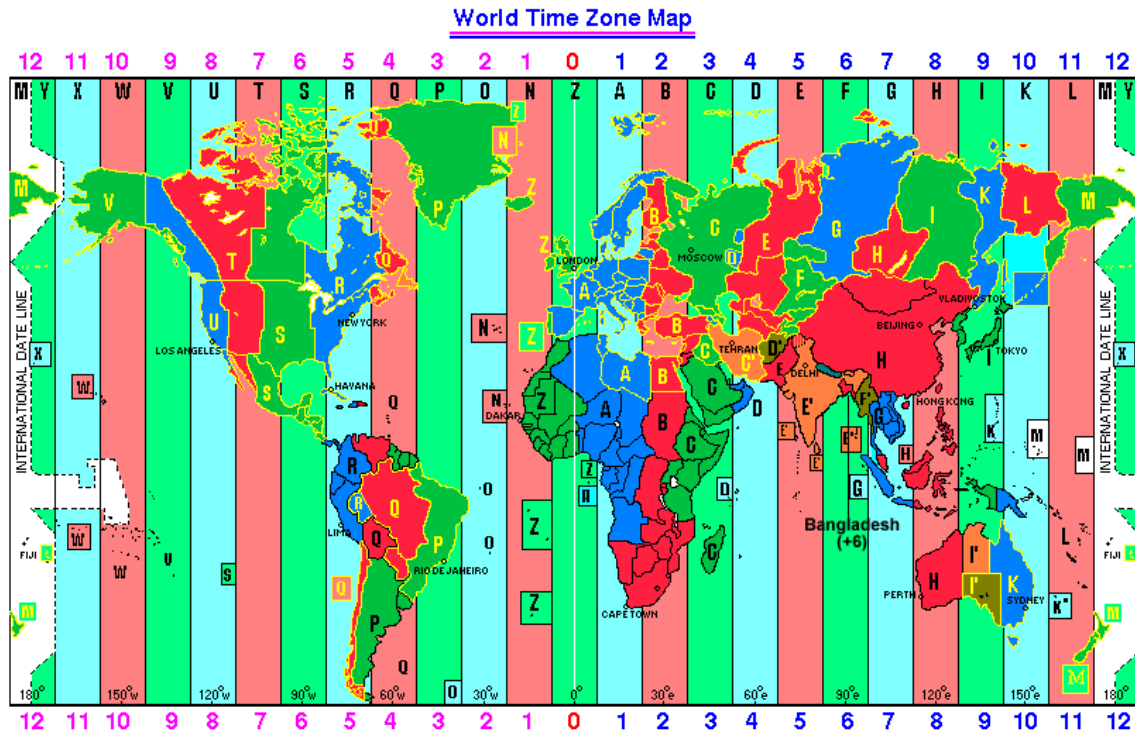 World Time Zone Map
12 11 10 9 8 7 6 5 4 3 2 1 0 1 2 3 4 5 6 7 8 9 10 11 12
M Y X W V U T S R Q P O N Z A B C D E F G H I K L M Y
Z
Q
N
M V
Z
K L M
B
P
T
C
I
G
E
H
Q
R
Z
LONDON
MOSCOW
D
F
A
U
S
NEW YORK
VLADIVOSTOK
BEIJING
N
Z
B
LOS ANGELES
TEHRAN
D'
TOKYO
X
C
C'
H
I
X
INTERNATIONAL DATE LINE
W
S
HAVANA
Q
N
DAKAR
Z
A
B
C
D
E
DELHI
E'
F'
G
HONG KONG
K
M
M
INTERNATIONAL DATE LINE
A
B
C
E'
E'
H
R
Z
A
O
D
G
R
Q
Bangladesh
(+6)
W
LIMA
Z
L
FIJI
W
U
S
Q
P
O
RIO DE JANEIRO
C
H
I'
I'
K
FIJI
Q
P
Z
CAPE TOWN
PERTH
SYDNEY
M
M
Q
O
M
180° 150°w 120°w 90°w 60°w 30°w 0° 30°e 60°e 90°e 120°e 150°e 180°
12 11 10 9 8 7 6 5 4 3 2 1 0 1 2 3 4 5 6 7 8 9 10 11 12